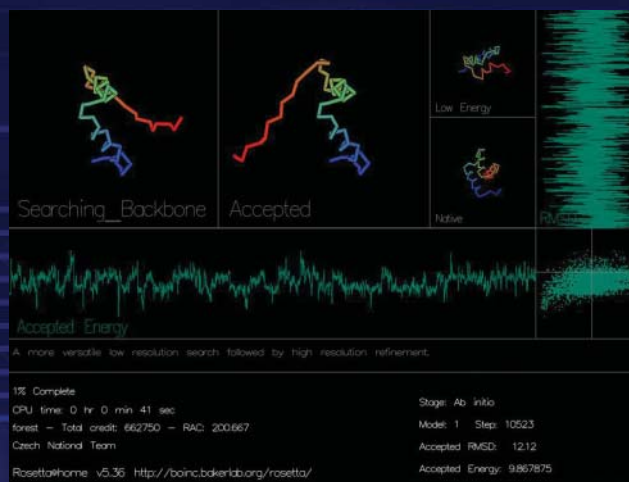 Searching_Backbone
Accepted
Low Energy
Native
RMSD
Accepted Energy
A more versatile low resolution search followed by high resolution refinement.
1% Complete
CPU time: 0 hr 0 min 41 sec
forest - Total credit: 662750 - RAC: 200.667
Czech National Team
Rosetta@home v5.36 http://boinc.bakerlab.org/rosetta/
Stage: Ab initio
Model: 1 Step: 10523
Accepted RMSD: 12.12
Accepted Energy: 9.867875